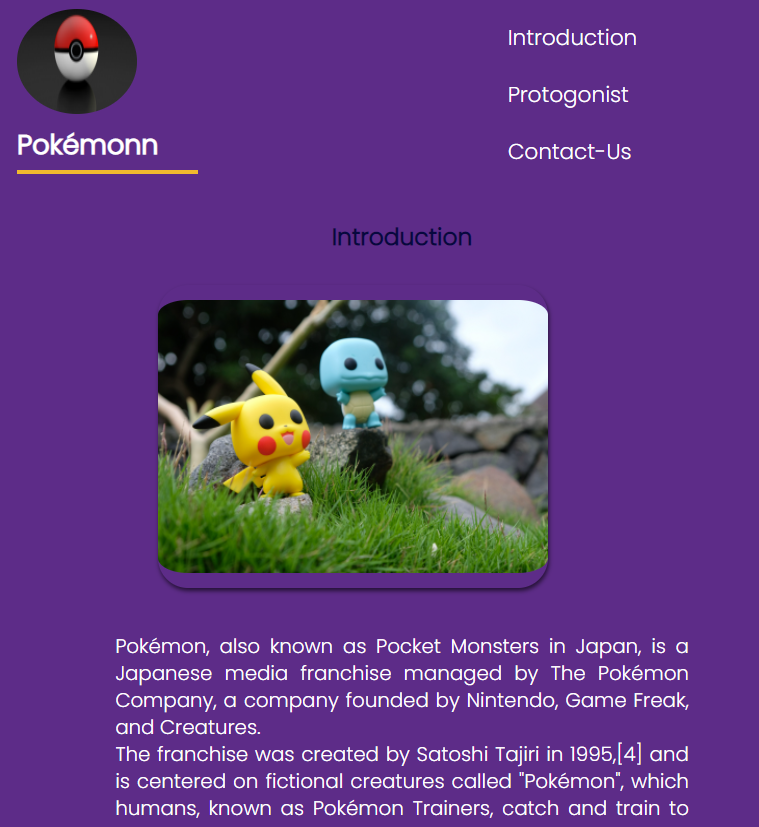 Introduction
Protogonist
Pokémonn
Contact-Us
Introduction
Pokémon, also known as Pocket Monsters in Japan, is a
Japanese media franchise managed by The Pokémon
Company, a company founded by Nintendo, Game Freak,
and Creatures.
The franchise was created by Satoshi Tajiri in 1995,[4] and
is centered on fictional creatures called "Pokémon", which
humans, known as Pokémon Trainers, catch and train to